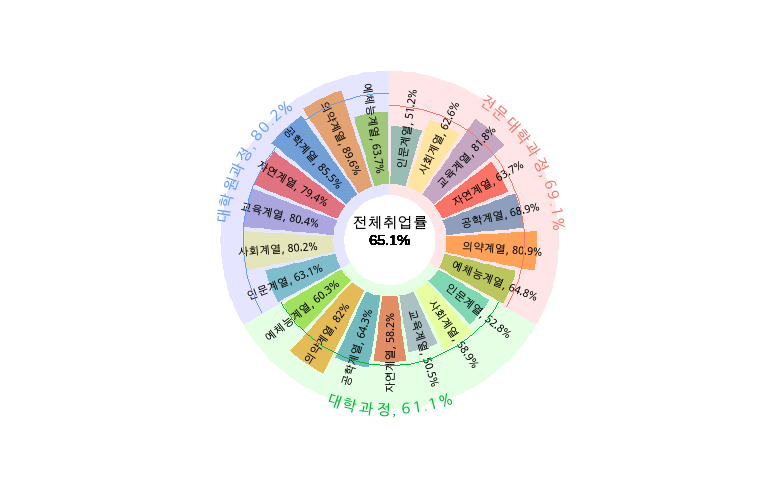 전체취업률
65.1%
전문대학과정, 69.1%
인문계열, 51.2%
사회계열, 62.6%
교육계열, 81.8%
자연계열, 63.7%
공학계열, 68.9%
의약계열, 80.9%
예체능계열, 64.8%
대학과정, 61.1%
인문계열, 52.8%
사회계열, 58.9%
교육계열, 50.5%
자연계열, 58.2%
공학계열, 64.3%
의약계열, 82%
예체능계열, 60.3%
대학원과정, 80.2%
인문계열, 63.1%
사회계열, 80.2%
교육계열, 80.4%
자연계열, 79.4%
공학계열, 85.5%
의약계열, 89.6%
예체능계열, 63.7%